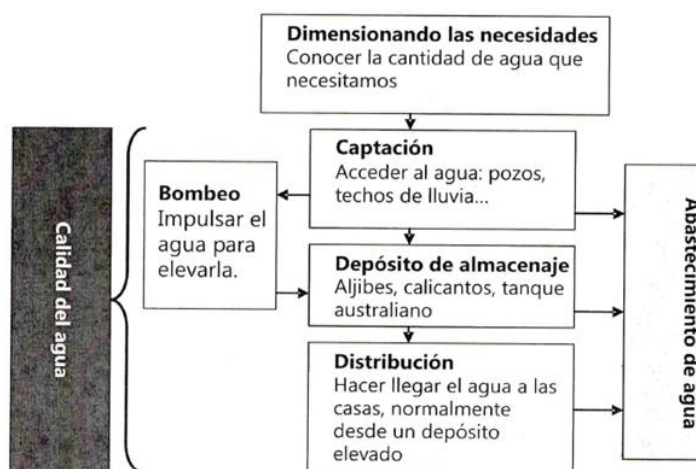 Dimensionando las necesidades
Conocer la cantidad de agua que
necesitamos
Captación
Acceder al agua: pozos,
techos de lluvia...
Bombeo
Impulsar el
agua para
elevarla.
Depósito de almacenaje
Aljibes, calicantos, tanque
australiano
Distribución
Hacer llegar el agua a las
casas, normalmente
desde un depósito
elevado
Calidad del agua
Abastecimiento de agua